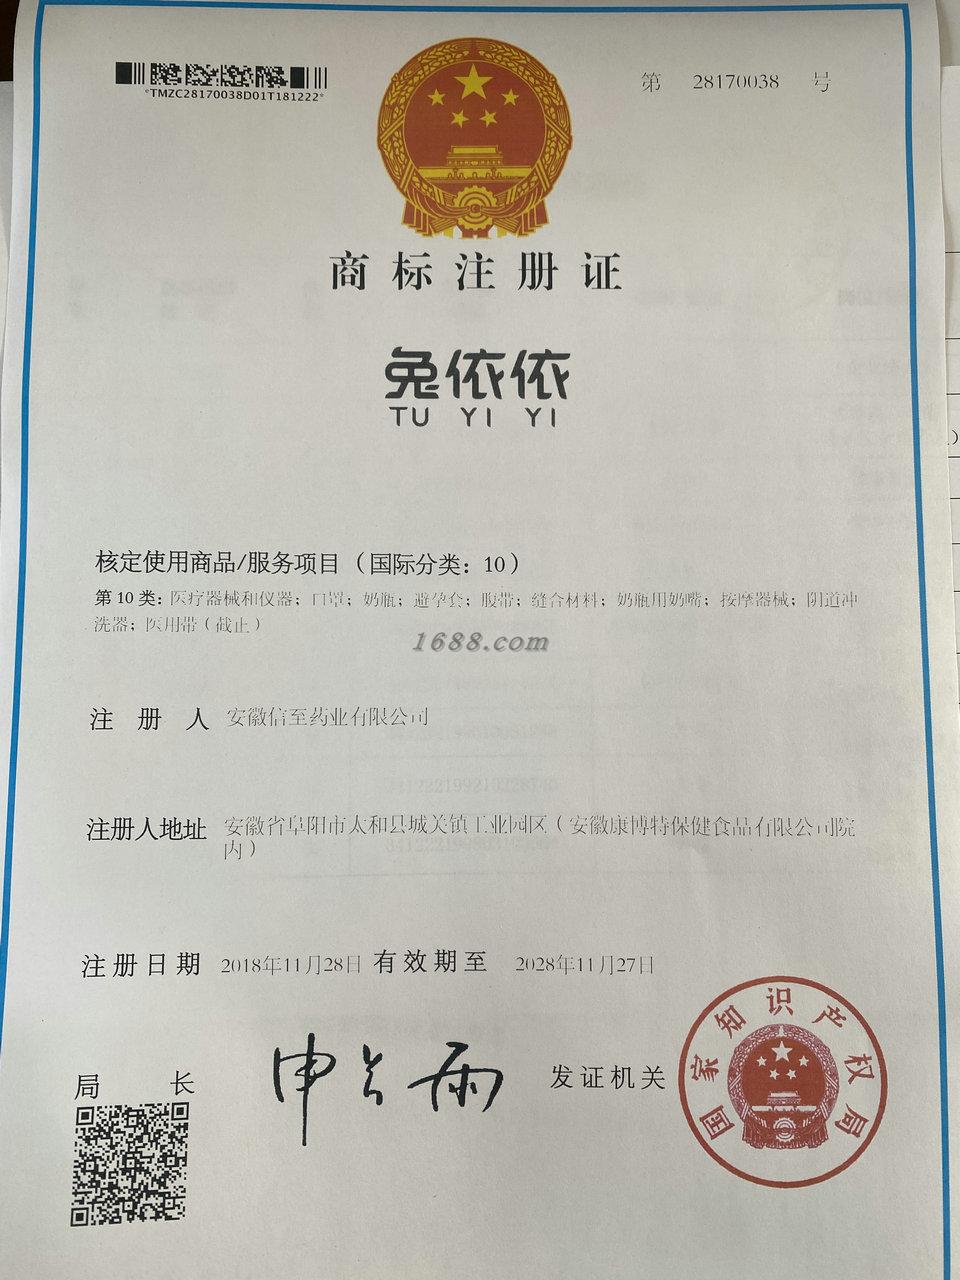 *TMZC28170038D01T181222*
第 28170038 号
商标注册证
兔依依
TU YI YI
核定使用商品/服务项目（国际分类：10）
第10类：医疗器械和仪器；口罩；奶瓶；避孕套；腹带；缝合材料；奶瓶用奶嘴；按摩器械；阴道冲
洗器；医用带（截止）
1688.com
注册人 安徽信至药业有限公司
注册人地址 安徽省阜阳市太和县城关镇工业园区（安徽康博特保健食品有限公司院
内）
注册日期 2018年11月28日 有效期至 2028年11月27日
局长 申长雨 发证机关
国家知识产权局